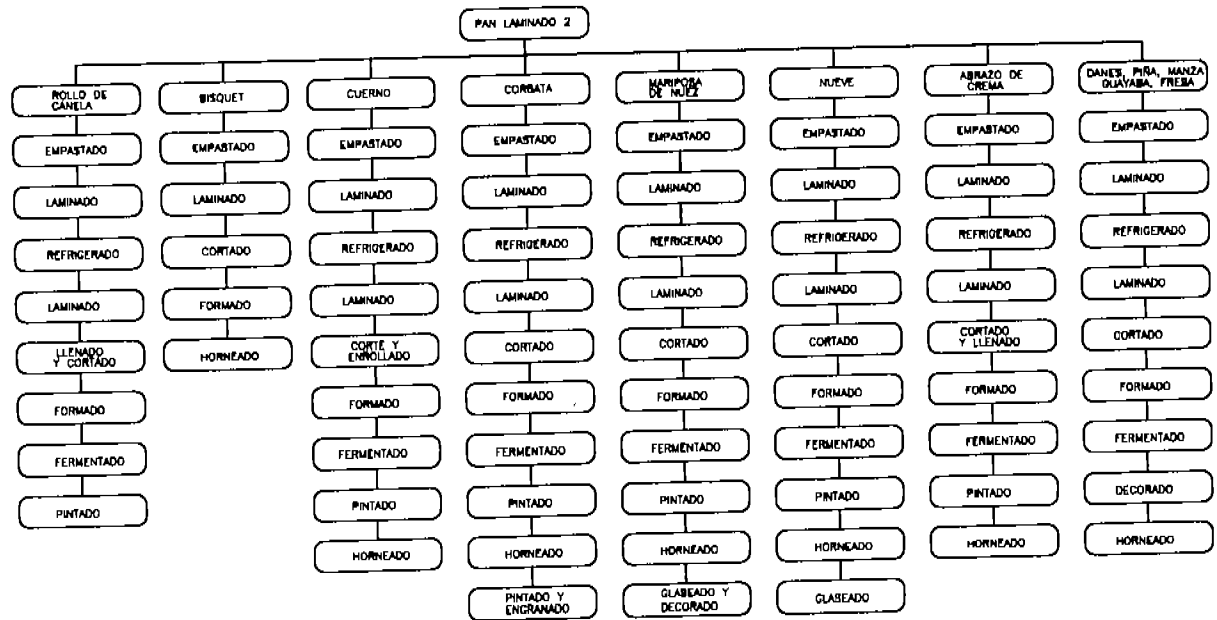 PAN LAMINADO 2
ROLLO DE
CANELA
EMPASTADO
LAMINADO
REFRIGERADO
LAMINADO
LLENADO
Y CORTADO
FORMADO
FERMENTADO
PINTADO
BISQUET
EMPASTADO
LAMINADO
CORTADO
FORMADO
HORNEADO
CUERNO
EMPASTADO
LAMINADO
REFRIGERADO
LAMINADO
CORTE Y
ENROLLADO
FORMADO
FERMENTADO
PINTADO
HORNEADO
CORBATA
EMPASTADO
LAMINADO
REFRIGERADO
LAMINADO
CORTADO
FORMADO
FERMENTADO
PINTADO
HORNEADO
PINTADO Y
ENGRANADO
MARIPOSA
DE NUEZ
EMPASTADO
LAMINADO
REFRIGERADO
LAMINADO
CORTADO
FORMADO
FERMENTADO
PINTADO
HORNEADO
GLASEADO Y
DECORADO
NUEVE
EMPASTADO
LAMINADO
REFRIGERADO
LAMINADO
CORTADO
FORMADO
FERMENTADO
PINTADO
HORNEADO
GLASEADO
ABRAZO DE
CREMA
EMPASTADO
LAMINADO
REFRIGERADO
LAMINADO
CORTADO
Y LLENADO
FORMADO
FERMENTADO
PINTADO
HORNEADO
DANES, PIÑA, MANZA
GUAYABA, FRESA
EMPASTADO
LAMINADO
REFRIGERADO
LAMINADO
CORTADO
FORMADO
FERMENTADO
DECORADO
HORNEADO